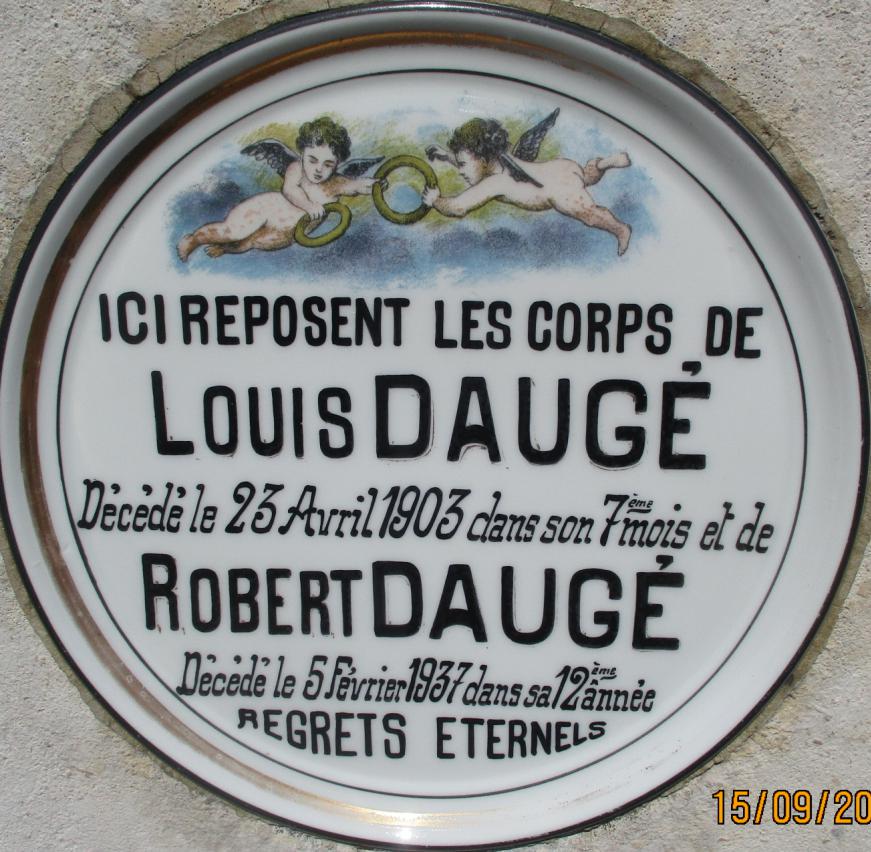 ICI REPOSENT LES CORPS DE
LOUIS DAUGÉ
Décédé le 23 Avril 1903 dans son 7ème mois et de
ROBERT DAUGÉ
Décédé le 5 Février 1937 dans sa 12ème année
REGRETS ETERNELS
15/09/20